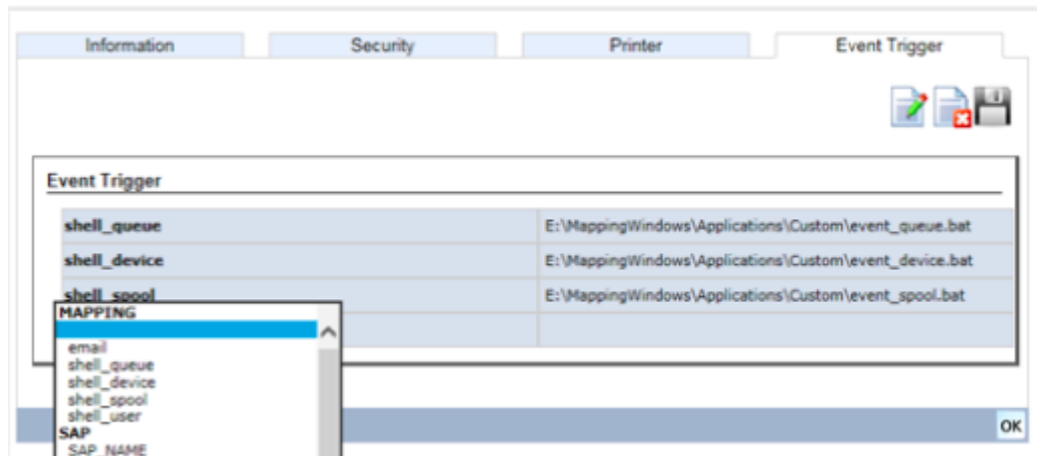 Information Security Printer Event Trigger
Event Trigger
shell_queue E:\MappingWindows\Applications\Custom\event_queue.bat
shell_device E:\MappingWindows\Applications\Custom\event_device.bat
shell_spool E:\MappingWindows\Applications\Custom\event_spool.bat
MAPPING
email
shell_queue
shell_device
shell_spool
shell_user
SAP
SAP_NAME
OK